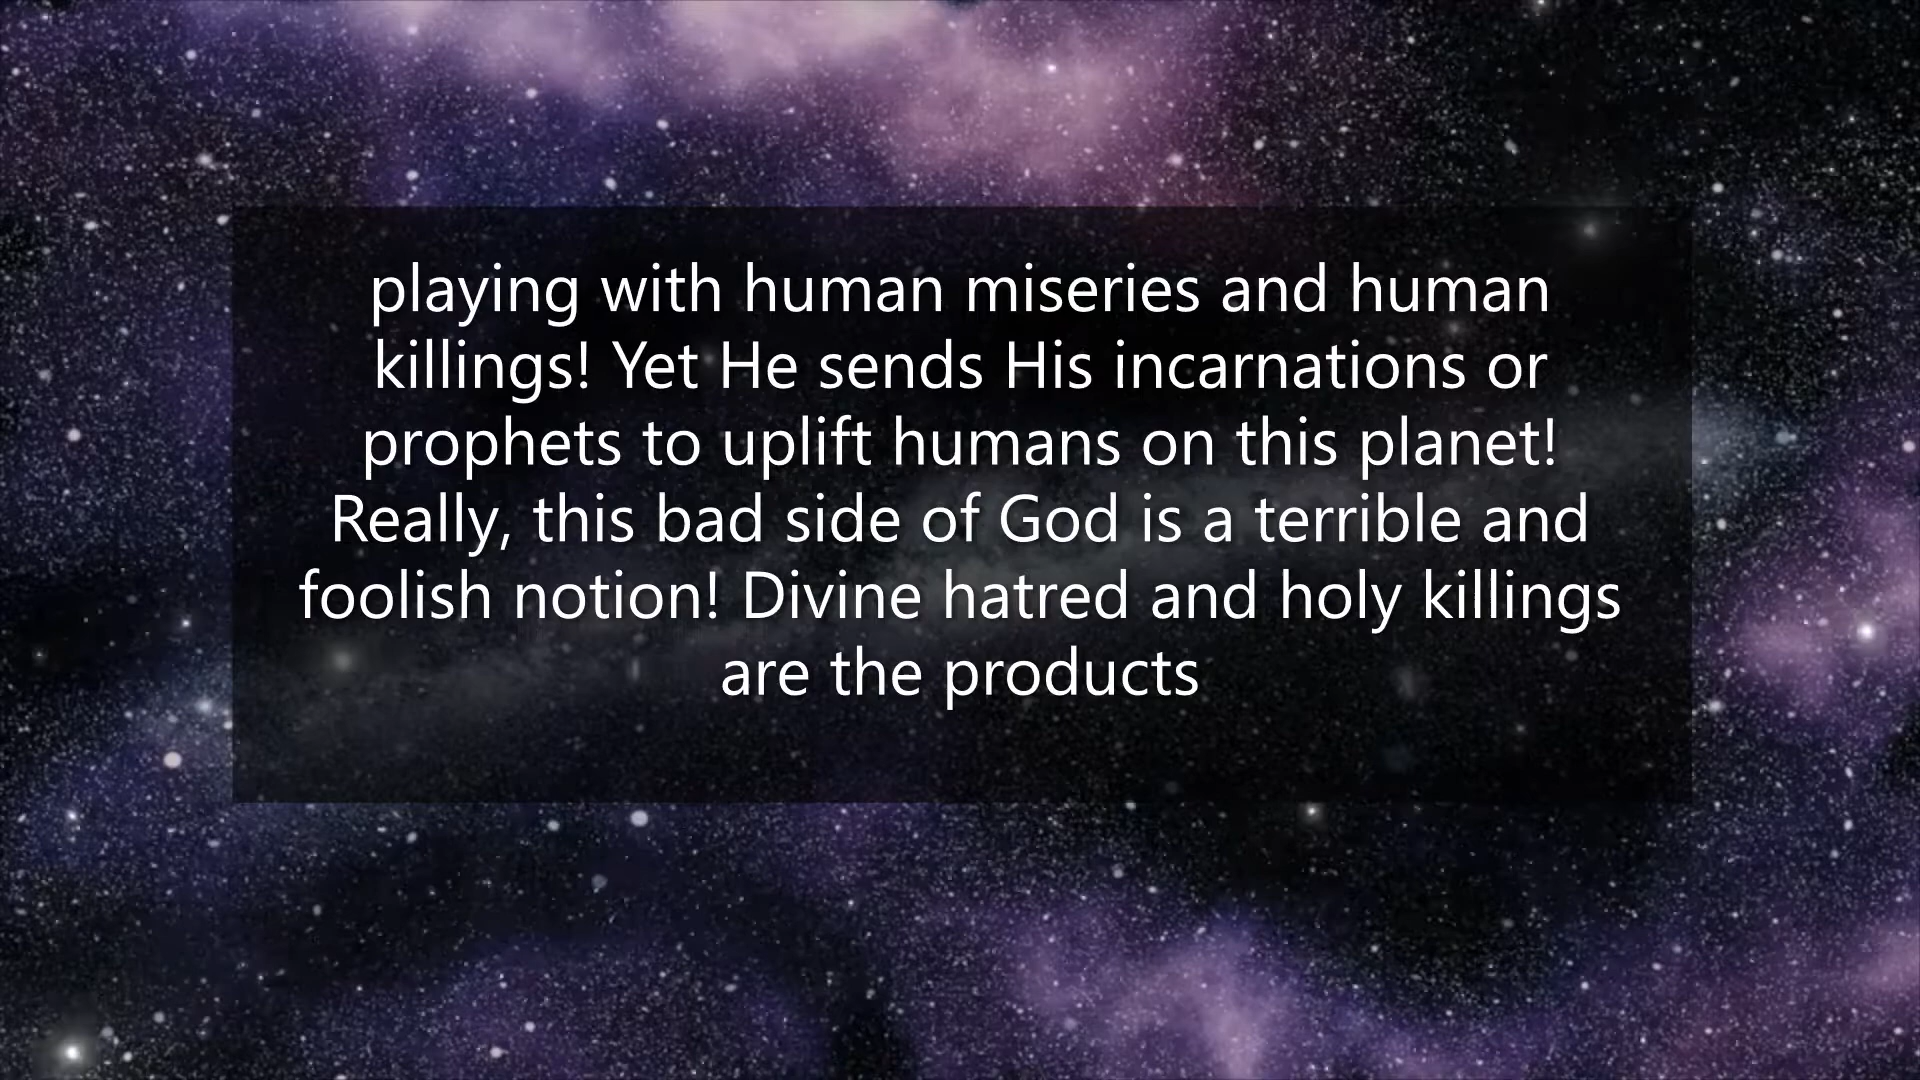 playing with human miseries and human
killings! Yet He sends His incarnations or
prophets to uplift humans on this planet!
Really, this bad side of God is a terrible and
foolish notion! Divine hatred and holy killings
are the products